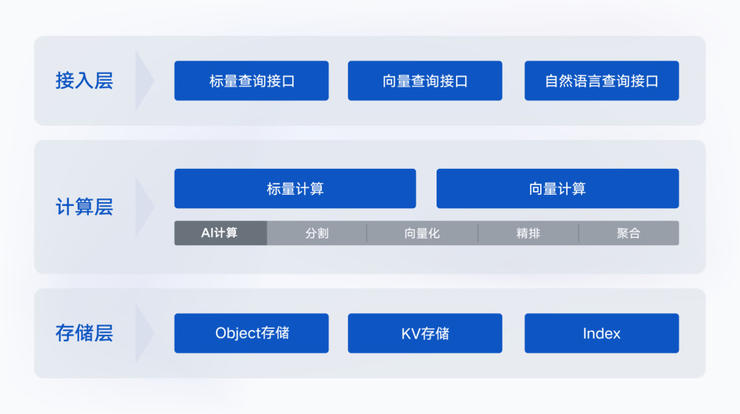 接入层
标量查询接口
向量查询接口
自然语言查询接口
计算层
标量计算
向量计算
AI计算
分割
向量化
精排
聚合
存储层
Object存储
KV存储
Index